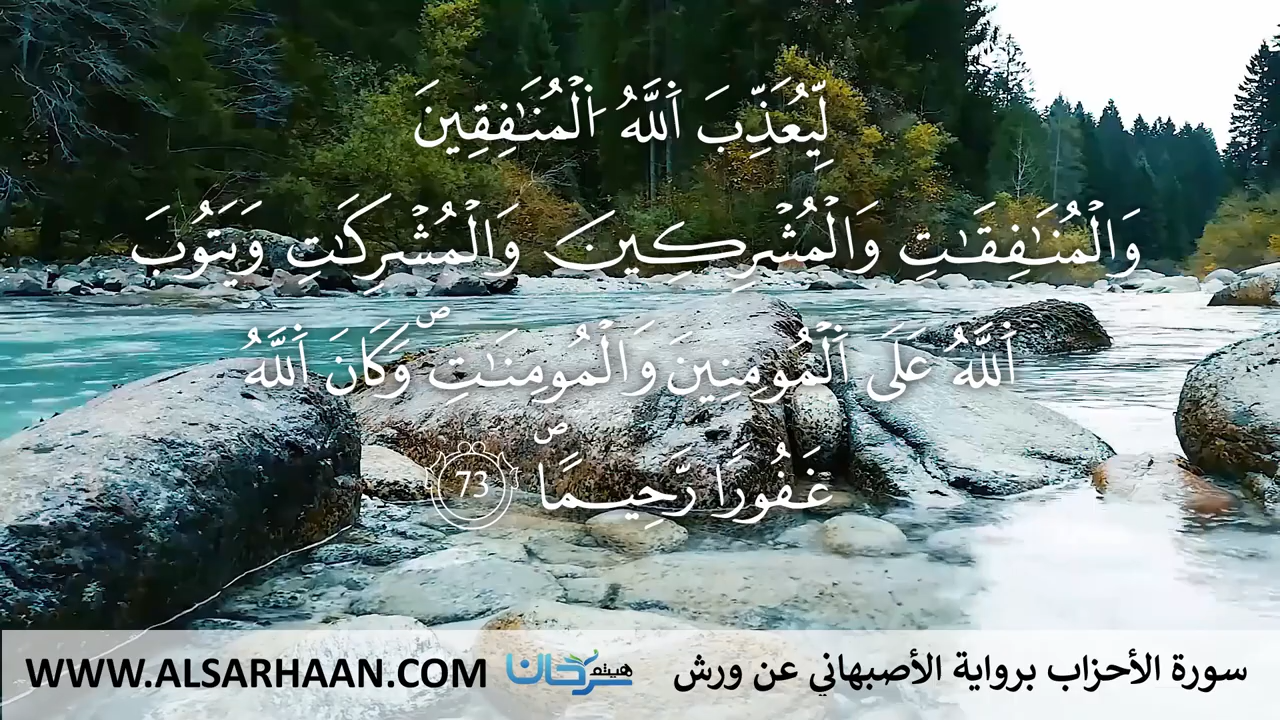 لِّيُعَذِّبَ اَ۬للَّهُ اُ۬لْمُنَٰفِقِينَ
وَالْمُنَٰفِقَٰتِ وَالْمُشْرِكِينَ وَالْمُشْرِكَٰتِ وَيَتُوبَ
اَ۬للَّهُ عَلَى اَ۬لْمُومِنِينَ وَالْمُومِنَٰتِۖ وَكَانَ اَ۬للَّهُ
غَفُورٗا رَّحِيماًۖ 73
سورة الأحزاب برواية الأصبهاني عن ورش هيثم سرحان WWW.ALSARHAAN.COM